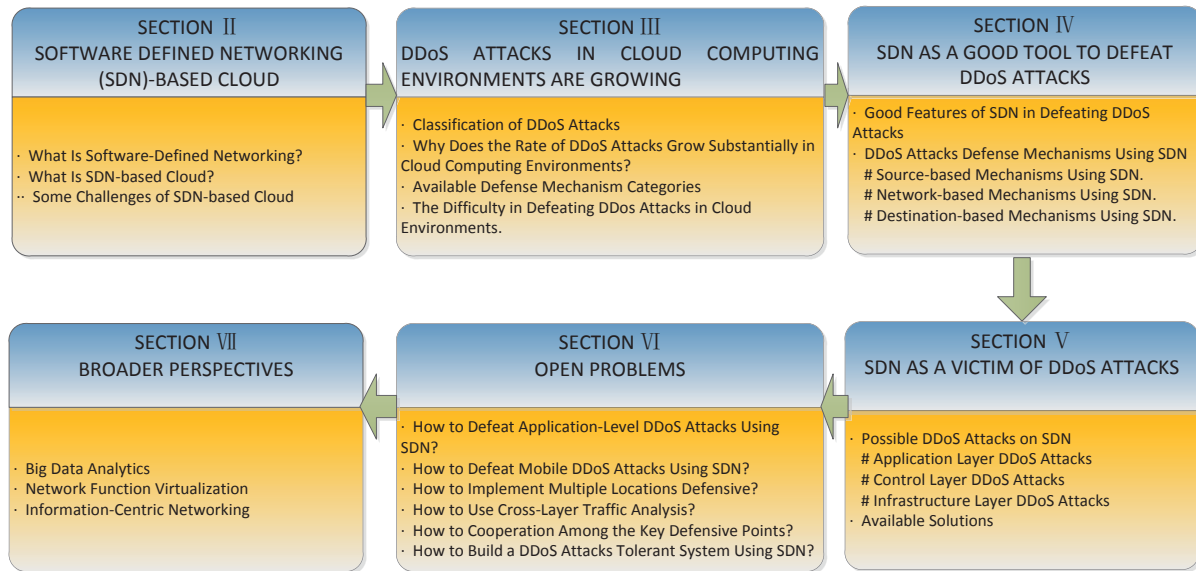 SECTION Ⅱ
SOFTWARE DEFINED NETWORKING
(SDN)-BASED CLOUD
· What Is Software-Defined Networking?
· What Is SDN-based Cloud?
·· Some Challenges of SDN-based Cloud
SECTION Ⅲ
DDoS ATTACKS IN CLOUD COMPUTING
ENVIRONMENTS ARE GROWING
· Classification of DDoS Attacks
· Why Does the Rate of DDoS Attacks Grow Substantially in
Cloud Computing Environments?
· Available Defense Mechanism Categories
· The Difficulty in Defeating DDos Attacks in Cloud
Environments.
SECTION Ⅳ
SDN AS A GOOD TOOL TO DEFEAT
DDoS ATTACKS
· Good Features of SDN in Defeating DDoS
Attacks
· DDoS Attacks Defense Mechanisms Using SDN
# Source-based Mechanisms Using SDN.
# Network-based Mechanisms Using SDN.
# Destination-based Mechanisms Using SDN.
SECTION Ⅴ
SDN AS A VICTIM OF DDoS ATTACKS
· Possible DDoS Attacks on SDN
# Application Layer DDoS Attacks
# Control Layer DDoS Attacks
# Infrastructure Layer DDoS Attacks
· Available Solutions
SECTION Ⅵ
OPEN PROBLEMS
· How to Defeat Application-Level DDoS Attacks Using
SDN?
· How to Defeat Mobile DDoS Attacks Using SDN?
· How to Implement Multiple Locations Defensive?
· How to Use Cross-Layer Traffic Analysis?
· How to Cooperation Among the Key Defensive Points?
· How to Build a DDoS Attacks Tolerant System Using SDN?
SECTION Ⅶ
BROADER PERSPECTIVES
· Big Data Analytics
· Network Function Virtualization
· Information-Centric Networking